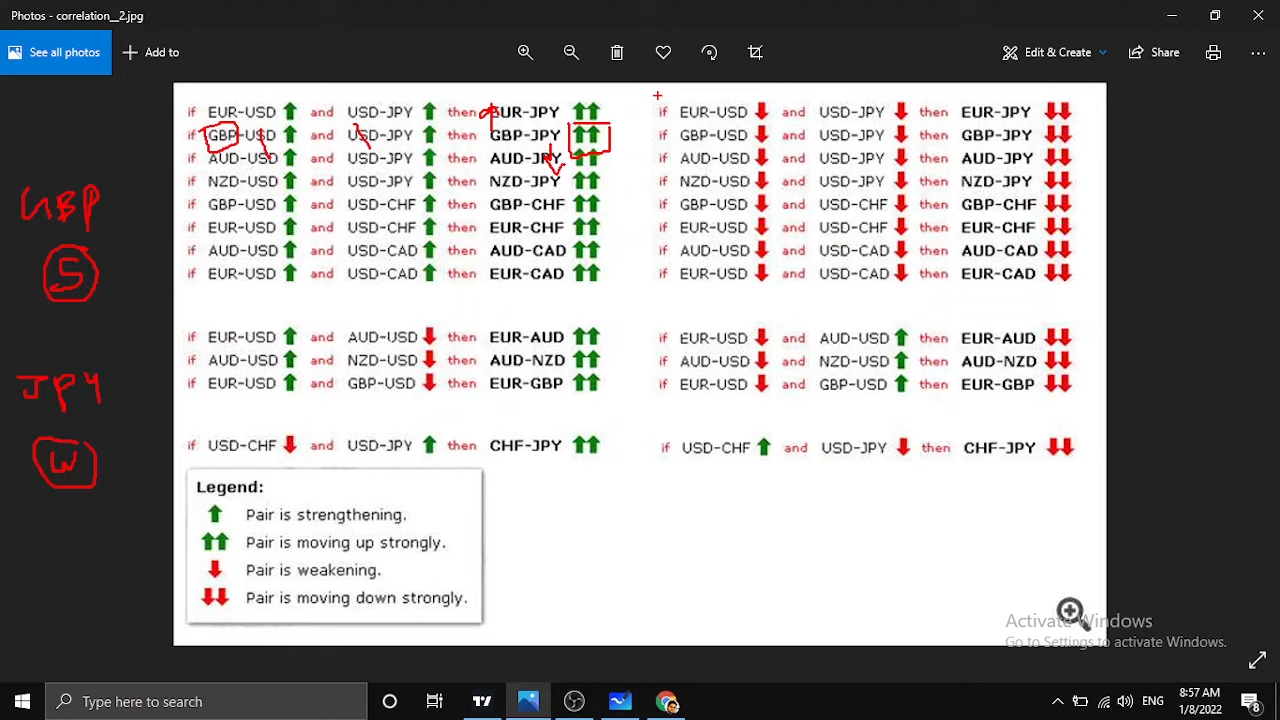 Photos - correlation__2.jpg
See all photos
Add to
Edit & Create
Share
if EUR-USD and USD-JPY then EUR-JPY
if GBP-USD and USD-JPY then GBP-JPY
if AUD-USD and USD-JPY then AUD-JPY
if NZD-USD and USD-JPY then NZD-JPY
if GBP-USD and USD-CHF then GBP-CHF
if EUR-USD and USD-CHF then EUR-CHF
if AUD-USD and USD-CAD then AUD-CAD
if EUR-USD and USD-CAD then EUR-CAD
if EUR-USD and AUD-USD then EUR-AUD
if AUD-USD and NZD-USD then AUD-NZD
if EUR-USD and GBP-USD then EUR-GBP
if USD-CHF and USD-JPY then CHF-JPY
if EUR-USD and USD-JPY then EUR-JPY
if GBP-USD and USD-JPY then GBP-JPY
if AUD-USD and USD-JPY then AUD-JPY
if NZD-USD and USD-JPY then NZD-JPY
if GBP-USD and USD-CHF then GBP-CHF
if EUR-USD and USD-CHF then EUR-CHF
if AUD-USD and USD-CAD then AUD-CAD
if EUR-USD and USD-CAD then EUR-CAD
if EUR-USD and AUD-USD then EUR-AUD
if AUD-USD and NZD-USD then AUD-NZD
if EUR-USD and GBP-USD then EUR-GBP
if USD-CHF and USD-JPY then CHF-JPY
GBP
S
JPY
W
Legend:
Pair is strengthening.
Pair is moving up strongly.
Pair is weakening.
Pair is moving down strongly.
Activate Windows
Go to Settings to activate Windows.
Type here to search
ENG
8:57 AM
1/8/2022
8